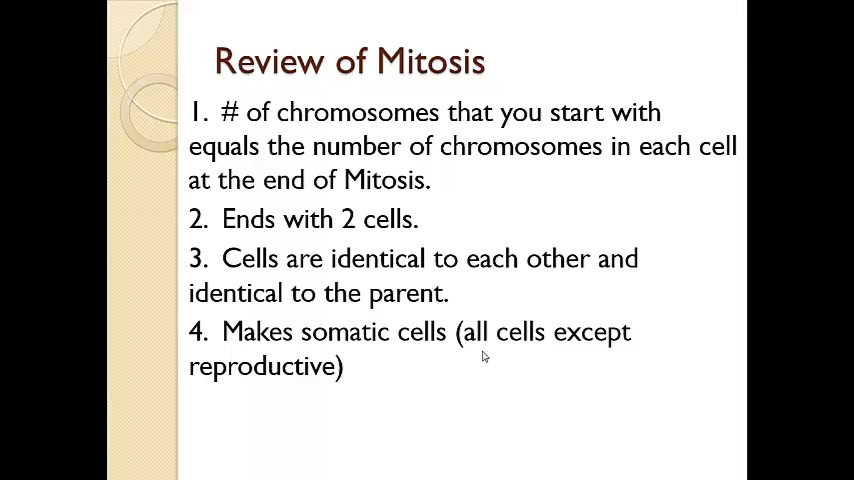 Review of Mitosis
1. # of chromosomes that you start with
equals the number of chromosomes in each cell
at the end of Mitosis.
2. Ends with 2 cells.
3. Cells are identical to each other and
identical to the parent.
4. Makes somatic cells (all cells except
reproductive)